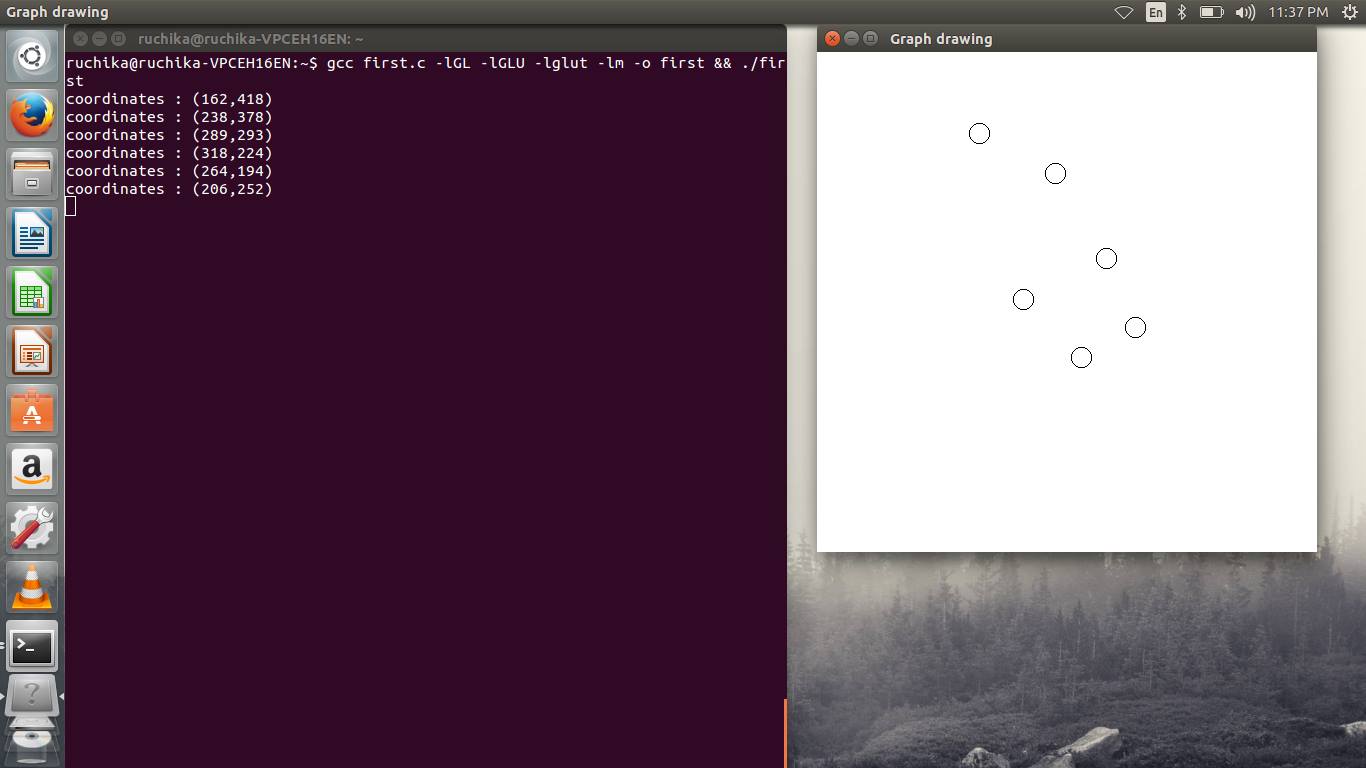 Graph drawing
En
11:37 PM
ruchika@ruchika-VPCEH16EN: ~
Graph drawing
ruchika@ruchika-VPCEH16EN:~$ gcc first.c -lGL -lGLU -lglut -lm -o first && ./fir
st
coordinates : (162,418)
coordinates : (238,378)
coordinates : (289,293)
coordinates : (318,224)
coordinates : (264,194)
coordinates : (206,252)
A
a
>_
?